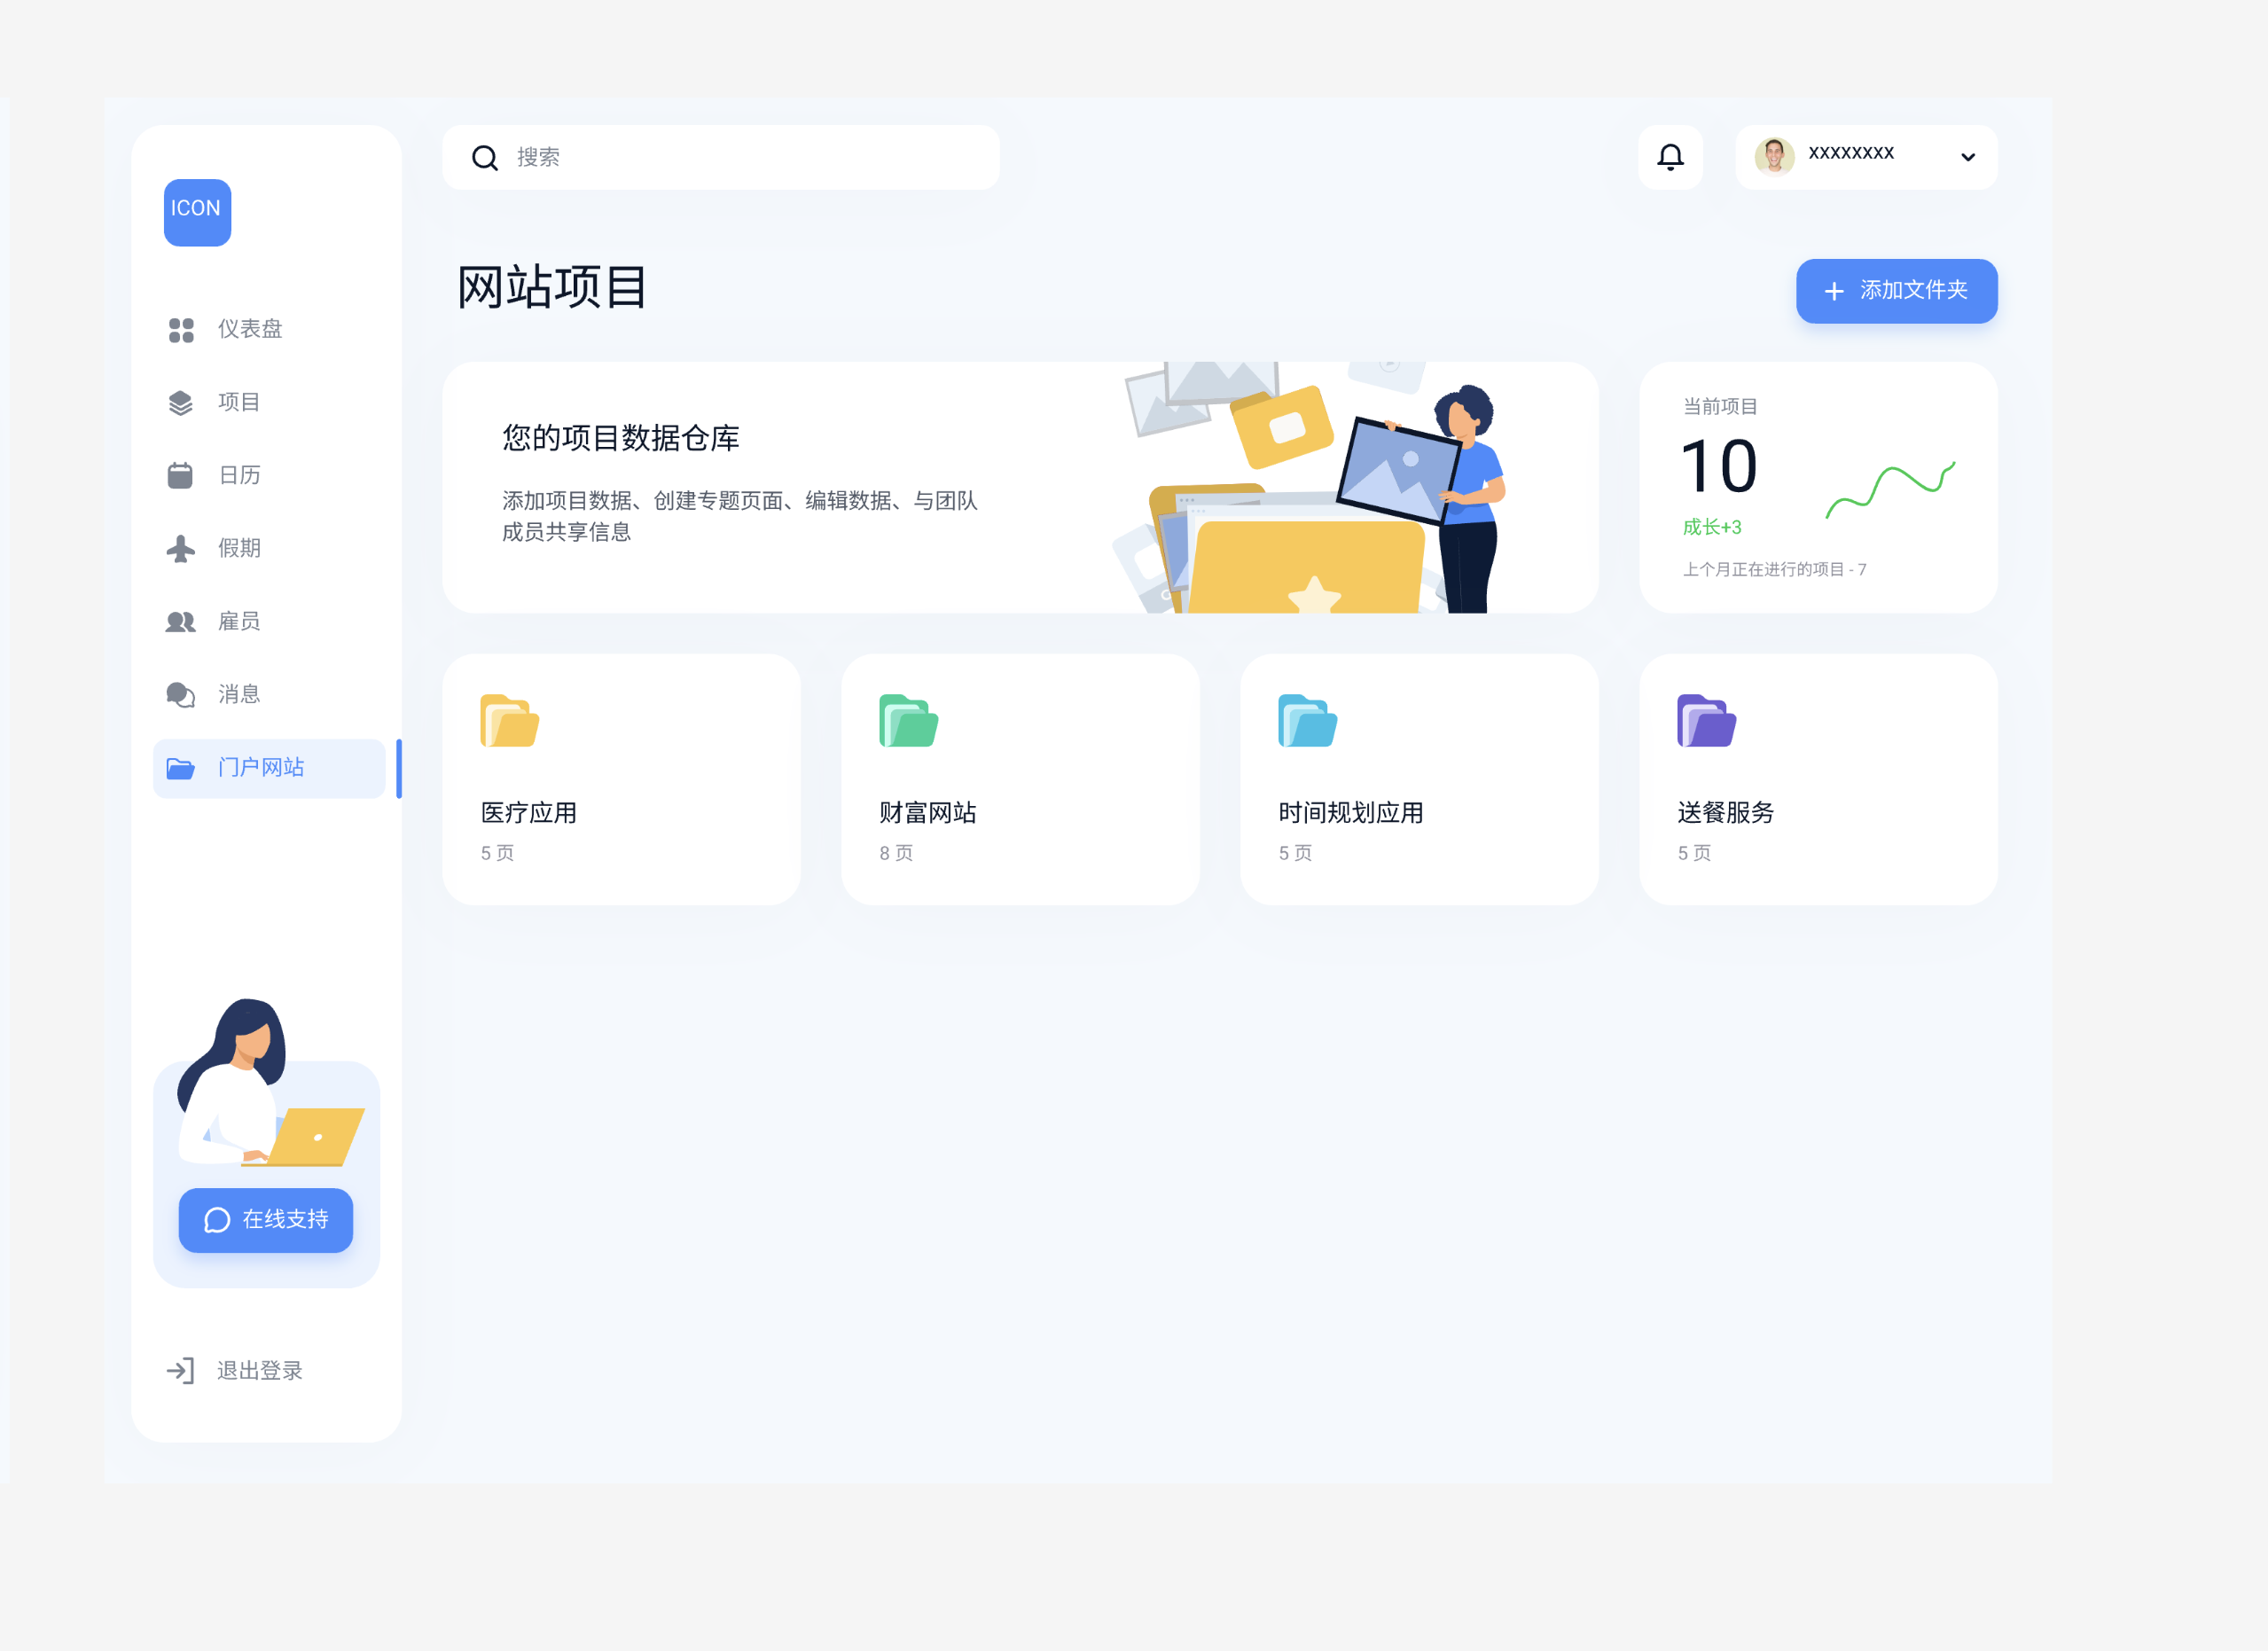 ICON
仪表盘
项目
日历
假期
雇员
消息
门户网站
在线支持
退出登录
搜索
xxxxxxxx
网站项目
添加文件夹
您的项目数据仓库
添加项目数据、创建专题页面、编辑数据、与团队
成员共享信息
当前项目
10
成长+3
上个月正在进行的项目 - 7
医疗应用
5 页
财富网站
8 页
时间规划应用
5 页
送餐服务
5 页